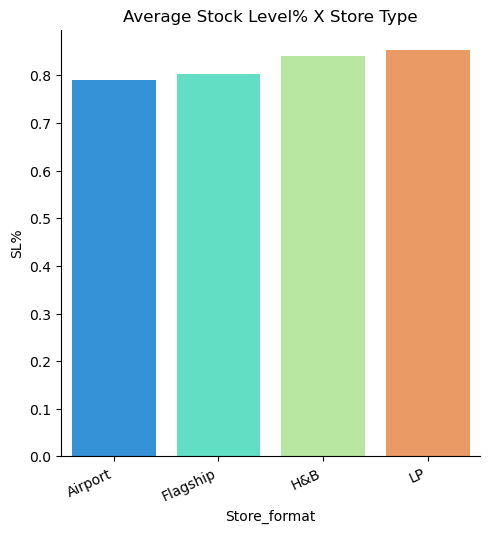 Average Stock Level% X Store Type
SL%
0.8
0.7
0.6
0.5
0.4
0.3
0.2
0.1
0.0
Airport
Flagship
H&B
LP
Store_format